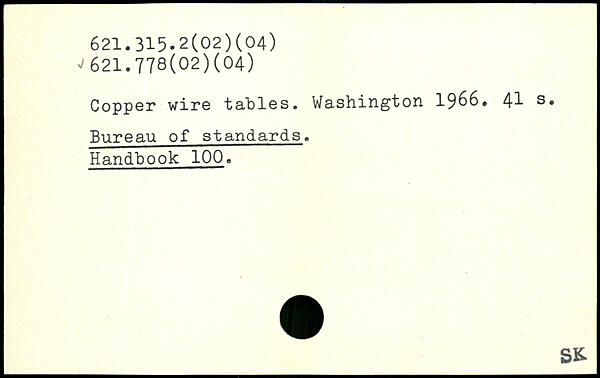 621.315.2(02)(04)
✓621.778(02)(04)
Copper wire tables. Washington 1966. 41 s.
Bureau of standards.
Handbook 100.
SK